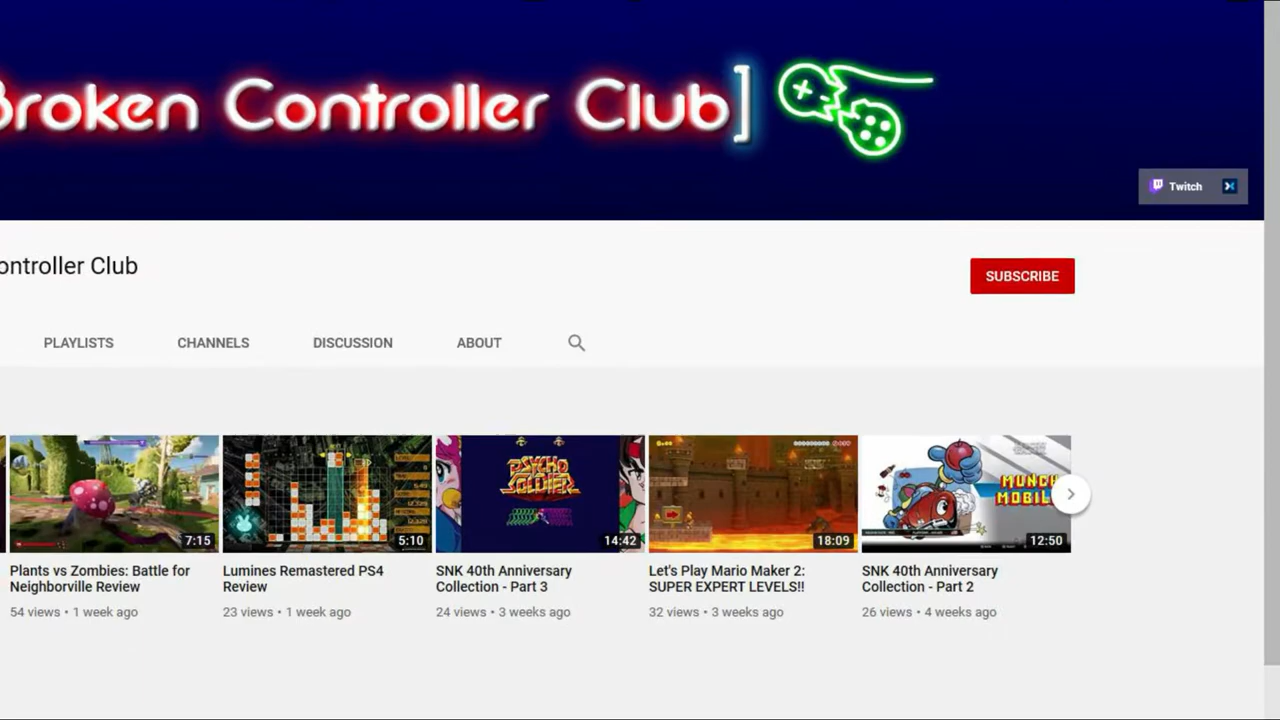 Broken Controller Club]
Twitch
ontroller Club
SUBSCRIBE
PLAYLISTS
CHANNELS
DISCUSSION
ABOUT
PSYCHO
SOLDIER
MUNCH
MOBIL
7:15
5:10
14:42
18:09
12:50
Plants vs Zombies: Battle for
Neighborville Review
54 views • 1 week ago
Lumines Remastered PS4
Review
23 views • 1 week ago
SNK 40th Anniversary
Collection - Part 3
24 views • 3 weeks ago
Let's Play Mario Maker 2:
SUPER EXPERT LEVELS!!
32 views • 3 weeks ago
SNK 40th Anniversary
Collection - Part 2
26 views • 4 weeks ago